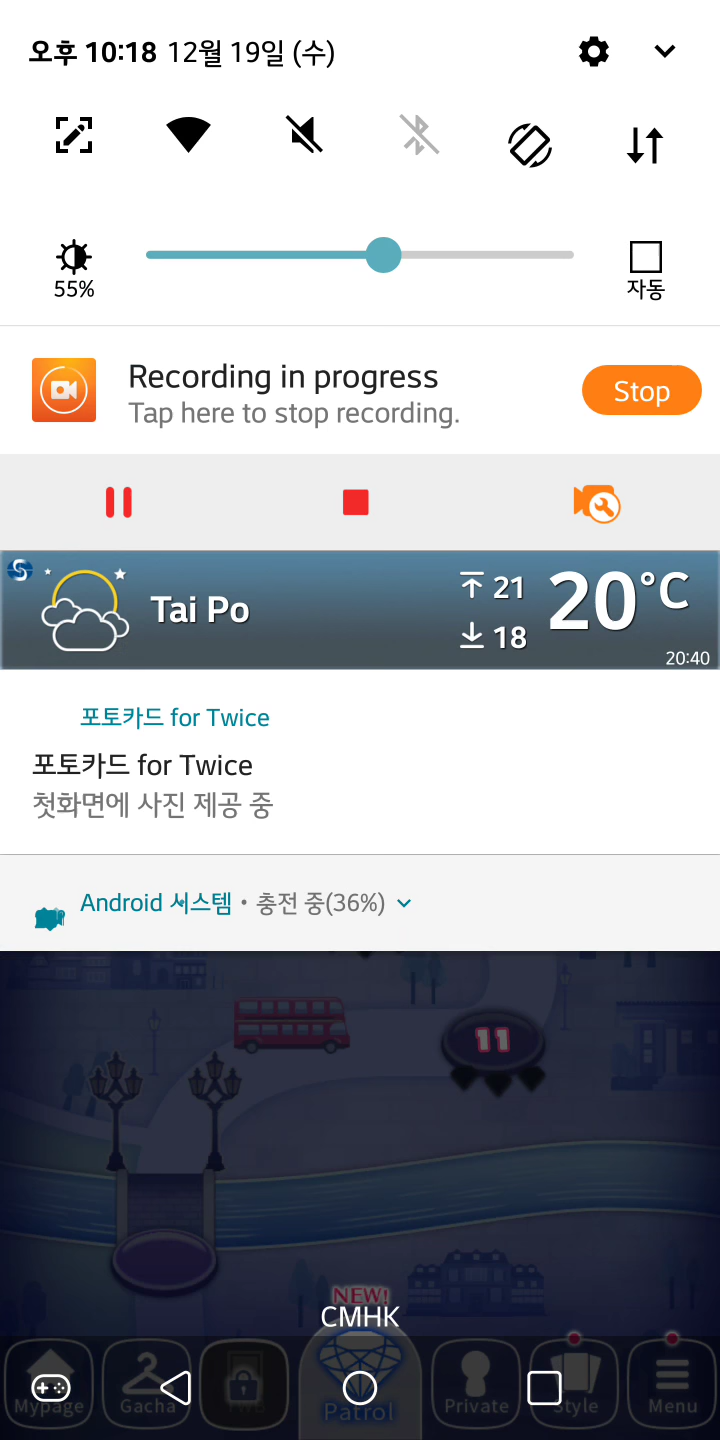 오후 10:18 12월 19일 (수)
55%
자동
Recording in progress
Tap here to stop recording.
Stop
Tai Po
21
18
20°C
20:40
포토카드 for Twice
포토카드 for Twice
첫화면에 사진 제공 중
Android 시스템 • 충전 중(36%)
11
NEW!
CMHK
Mypage
Gacha
Patrol
Private
Style
Menu